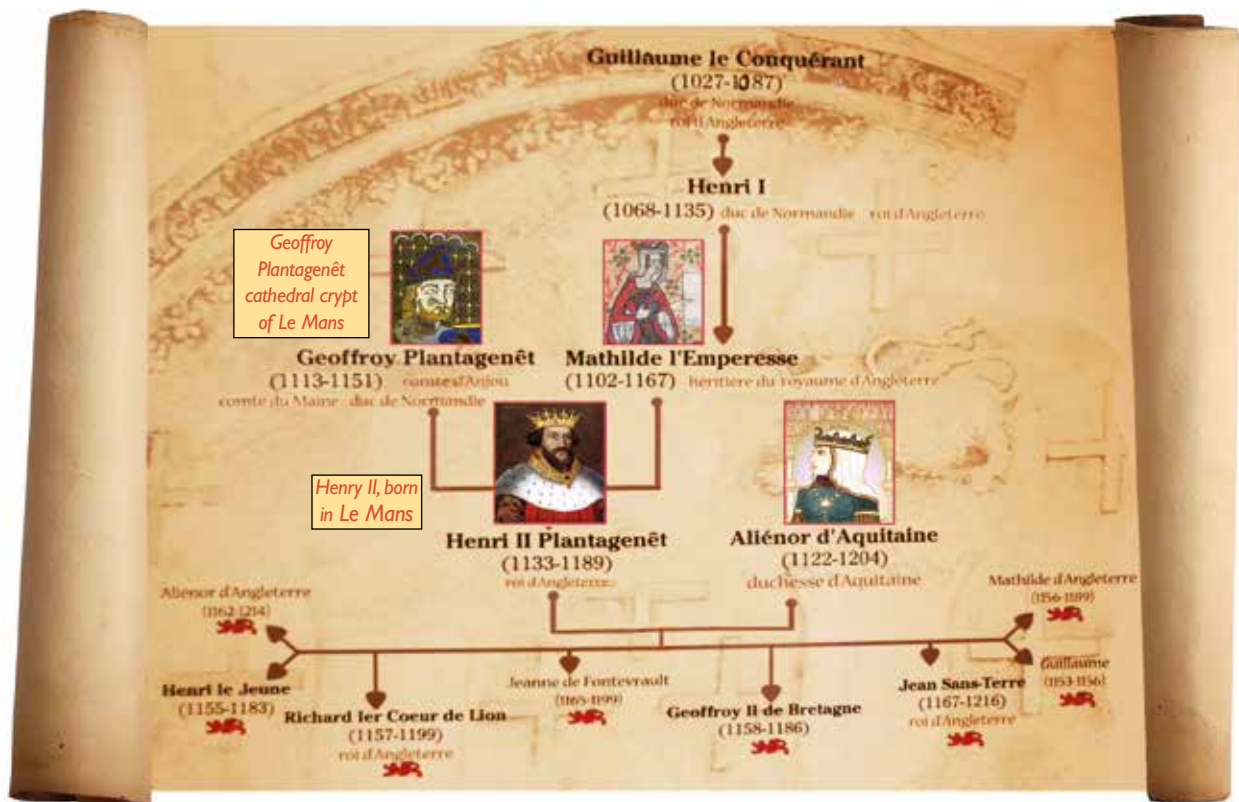 Guillaume le Conquérant
(1027-1087)
duc de Normandie
roi d'Angleterre
Henri I
(1068-1135) duc de Normandie roi d'Angleterre
Geoffroy
Plantagenêt
cathedral crypt
of Le Mans
Geoffroy Plantagenêt
(1113-1151) comte d'Anjou
comte du Maine duc de Normandie
Mathilde l'Emperesse
(1102-1167) héritière du royaume d'Angleterre
Henry II, born
in Le Mans
Henri II Plantagenêt
(1133-1189)
roi d'Angleterre
Aliénor d'Aquitaine
(1122-1204)
duchesse d'Aquitaine
Aliénor d'Angleterre
(1162-1214)
Mathilde d'Angleterre
(1156-1189)
Henri le Jeune
(1155-1183)
Richard Ier Coeur de Lion
(1157-1199)
roi d'Angleterre
Jeanne de Fontevrault
(1165-1199)
Geoffroy II de Bretagne
(1158-1186)
Jean Sans-Terre
(1167-1216)
roi d'Angleterre
Guillaume
(1153-1156)